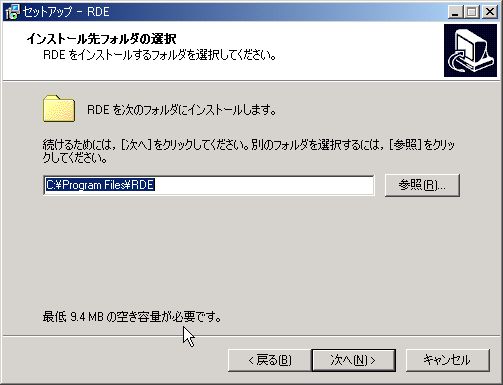 セットアップ - RDE
インストール先フォルダの選択
RDE をインストールするフォルダを選択してください。
RDE を次のフォルダにインストールします。
続けるためには，[次へ]をクリックしてください。別のフォルダを選択するには，[参照]をクリッ
クしてください。
C:¥Program Files¥RDE
参照(R)...
最低 9.4 MB の空き容量が必要です。
< 戻る(B)
次へ(N) >
キャンセル